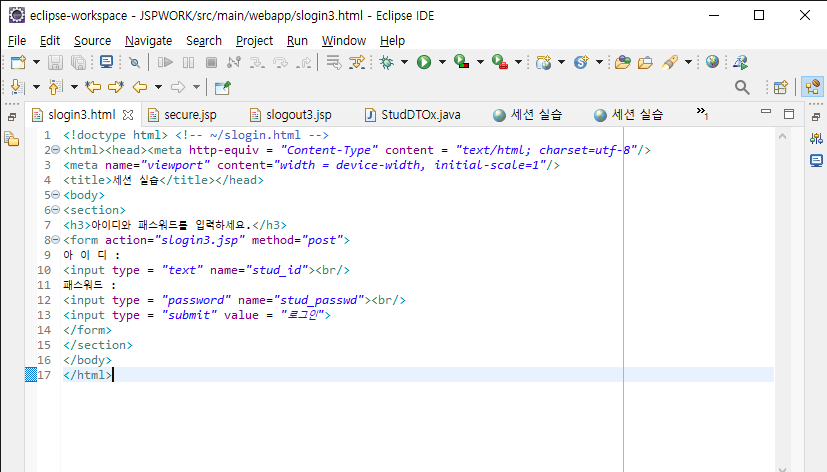 eclipse-workspace - JSPWORK/src/main/webapp/slogin3.html - Eclipse IDE
File Edit Source Navigate Search Project Run Window Help
slogin3.html secure.jsp slogout3.jsp StudDTOx.java 세션 실습 세션 실습 »1
1 <!doctype html> <!-- ~/slogin.html -->
2 <html><head><meta http-equiv = "Content-Type" content = "text/html; charset=utf-8"/>
3 <meta name="viewport" content="width = device-width, initial-scale=1"/>
4 <title>세션 실습</title></head>
5 <body>
6 <section>
7 <h3>아이디와 패스워드를 입력하세요.</h3>
8 <form action="slogin3.jsp" method="post">
9 아 이 디 :
10 <input type = "text" name="stud_id"><br/>
11 패스워드 :
12 <input type = "password" name="stud_passwd"><br/>
13 <input type = "submit" value = "로그인">
14 </form>
15 </section>
16 </body>
17 </html>